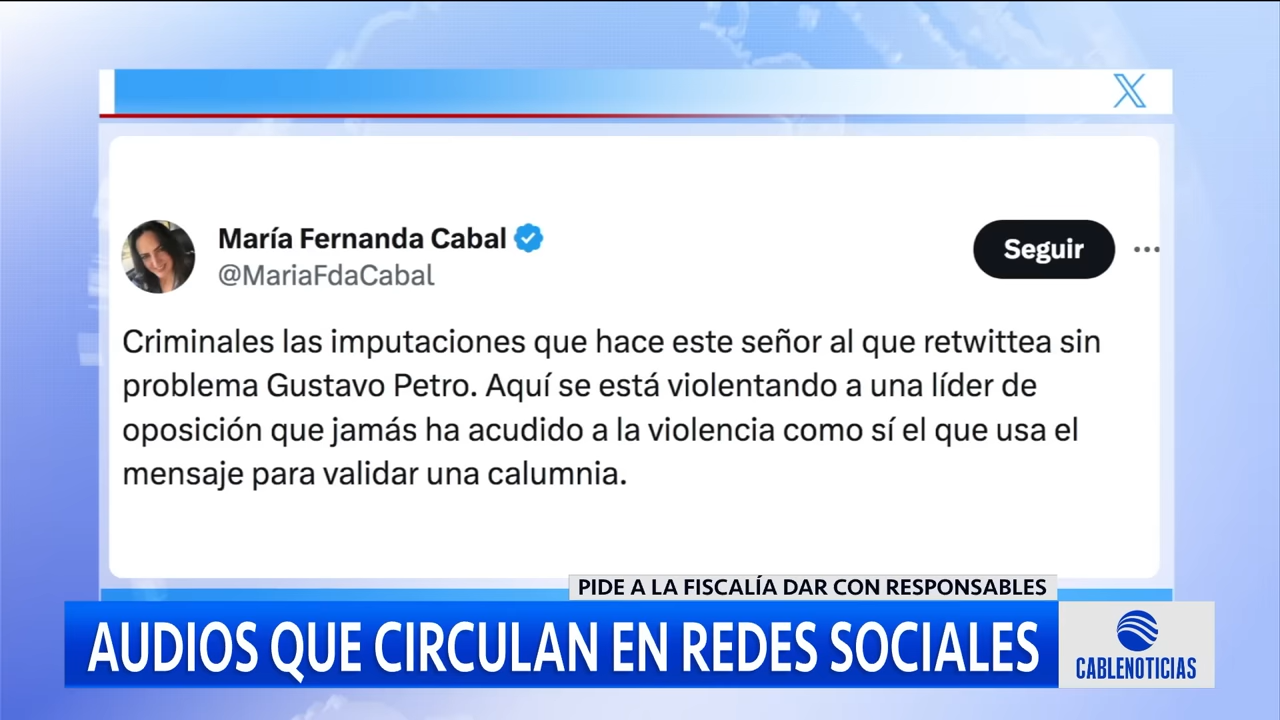 X
María Fernanda Cabal
@MariaFdaCabal
Seguir
Criminales las imputaciones que hace este señor al que retwittea sin
problema Gustavo Petro. Aquí se está violentando a una líder de
oposición que jamás ha acudido a la violencia como sí el que usa el
mensaje para validar una calumnia.
PIDE A LA FISCALÍA DAR CON RESPONSABLES
AUDIOS QUE CIRCULAN EN REDES SOCIALES
CABLENOTICIAS